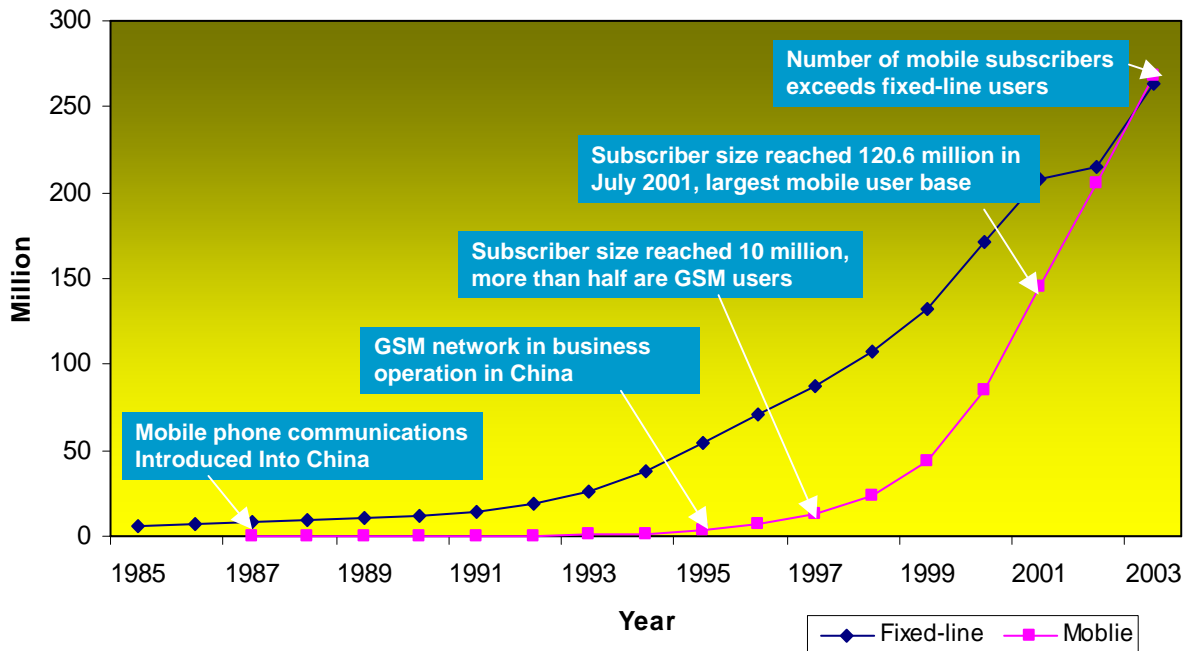 300
250
200
150
100
50
0
Million
Number of mobile subscribers
exceeds fixed-line users
Subscriber size reached 120.6 million in
July 2001, largest mobile user base
Subscriber size reached 10 million,
more than half are GSM users
GSM network in business
operation in China
Mobile phone communications
Introduced Into China
1985 1987 1989 1991 1993 1995 1997 1999 2001 2003
Year
Fixed-line Moblie